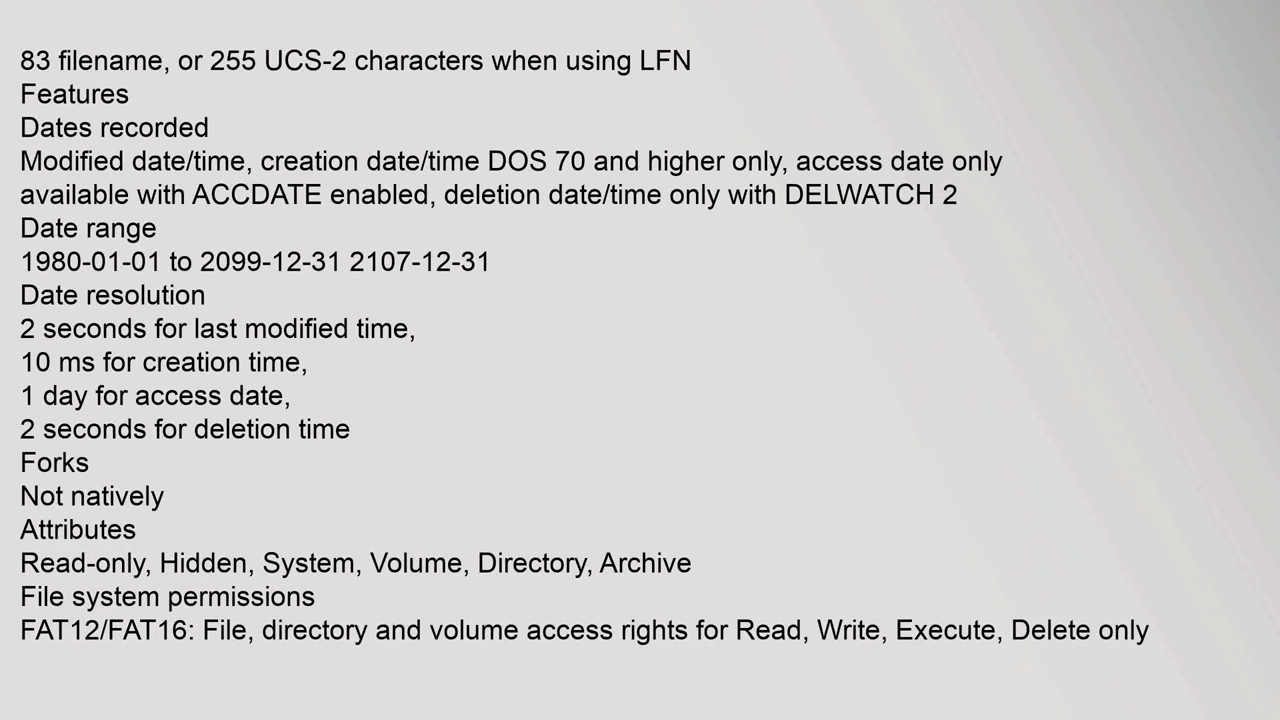 83 filename, or 255 UCS-2 characters when using LFN
Features
Dates recorded
Modified date/time, creation date/time DOS 70 and higher only, access date only
available with ACCDATE enabled, deletion date/time only with DELWATCH 2
Date range
1980-01-01 to 2099-12-31 2107-12-31
Date resolution
2 seconds for last modified time,
10 ms for creation time,
1 day for access date,
2 seconds for deletion time
Forks
Not natively
Attributes
Read-only, Hidden, System, Volume, Directory, Archive
File system permissions
FAT12/FAT16: File, directory and volume access rights for Read, Write, Execute, Delete only